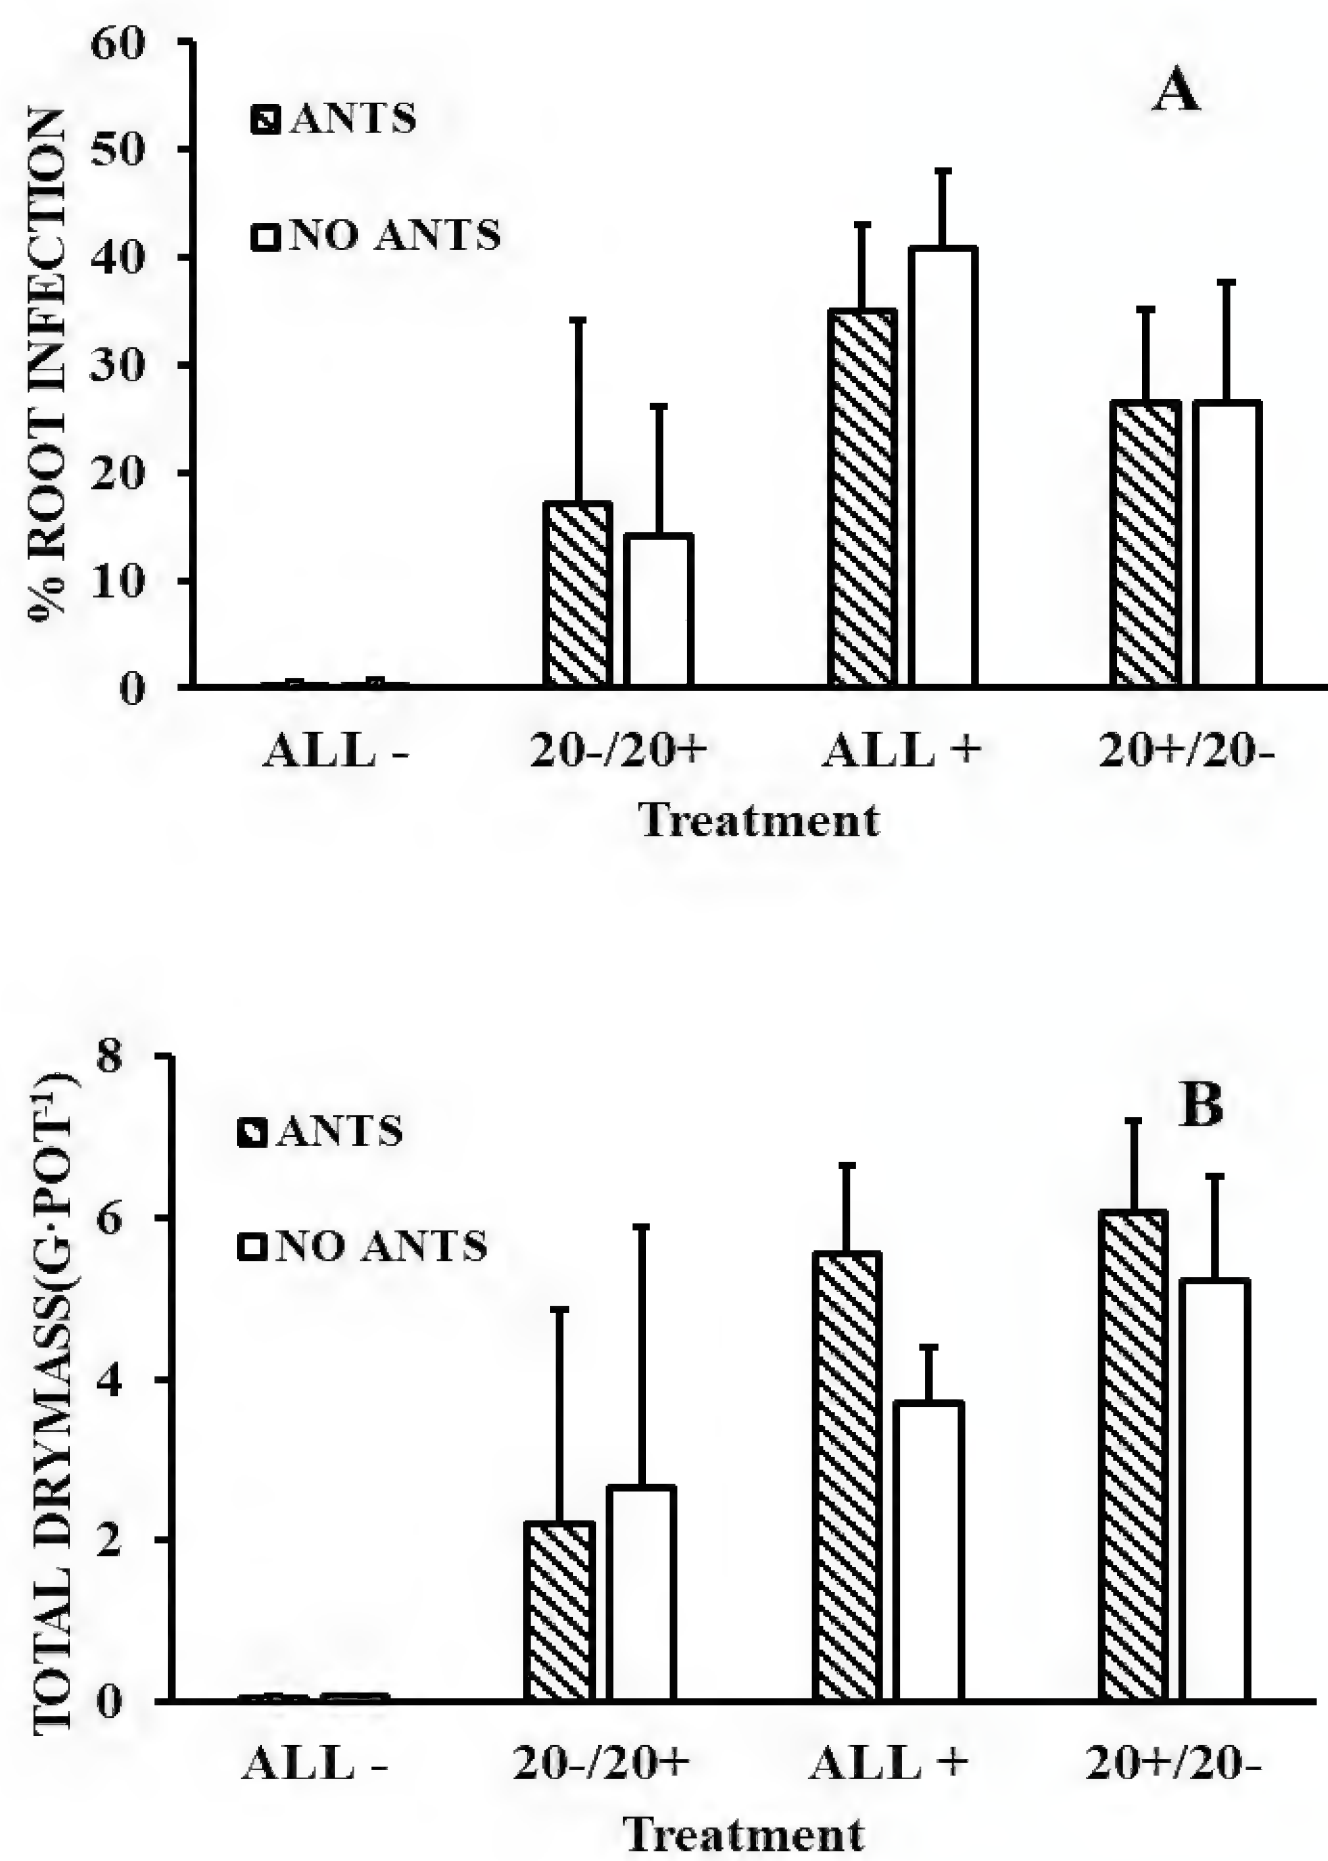 % ROOT INFECTION
60
50
40
30
20
10
0
ANTS
NO ANTS
A
ALL -
20-/20+
ALL +
20+/20-
Treatment
TOTAL DRYMASS(G·POT-1)
8
6
4
2
0
ANTS
NO ANTS
B
ALL -
20-/20+
ALL +
20+/20-
Treatment